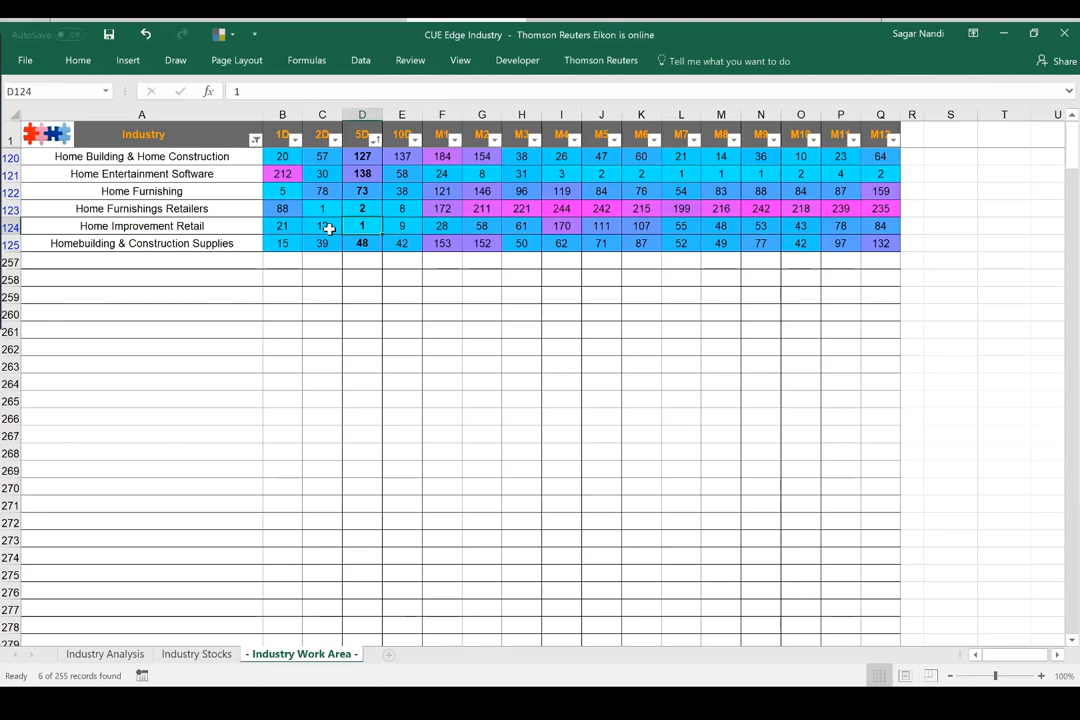 AutoSave Off CUE Edge Industry - Thomson Reuters Eikon is online Sagar Nandi
File Home Insert Draw Page Layout Formulas Data Review View Developer Thomson Reuters Tell me what you want to do Share
D124 fx 1
A B C D E F G H I J K L M N O P Q R S T U
1 Industry 1D 2D 5D 10D M1 M2 M3 M4 M5 M6 M7 M8 M9 M10 M11 M12
120 Home Building & Home Construction 20 57 127 137 184 154 38 26 47 60 21 14 36 10 23 64
121 Home Entertainment Software 212 30 138 58 24 8 31 3 2 2 1 1 1 2 4 2
122 Home Furnishing 5 78 73 38 121 146 96 119 84 76 54 83 88 84 87 159
123 Home Furnishings Retailers 88 1 2 8 172 211 221 244 242 215 199 216 242 218 239 235
124 Home Improvement Retail 21 1 9 28 58 61 170 111 107 55 48 53 43 78 84
125 Homebuilding & Construction Supplies 15 39 48 42 153 152 50 62 71 87 52 49 77 42 97 132
257
258
259
260
261
262
263
264
265
266
267
268
269
270
271
272
273
274
275
276
277
278
279
Industry Analysis Industry Stocks - Industry Work Area -
Ready 6 of 255 records found 100%